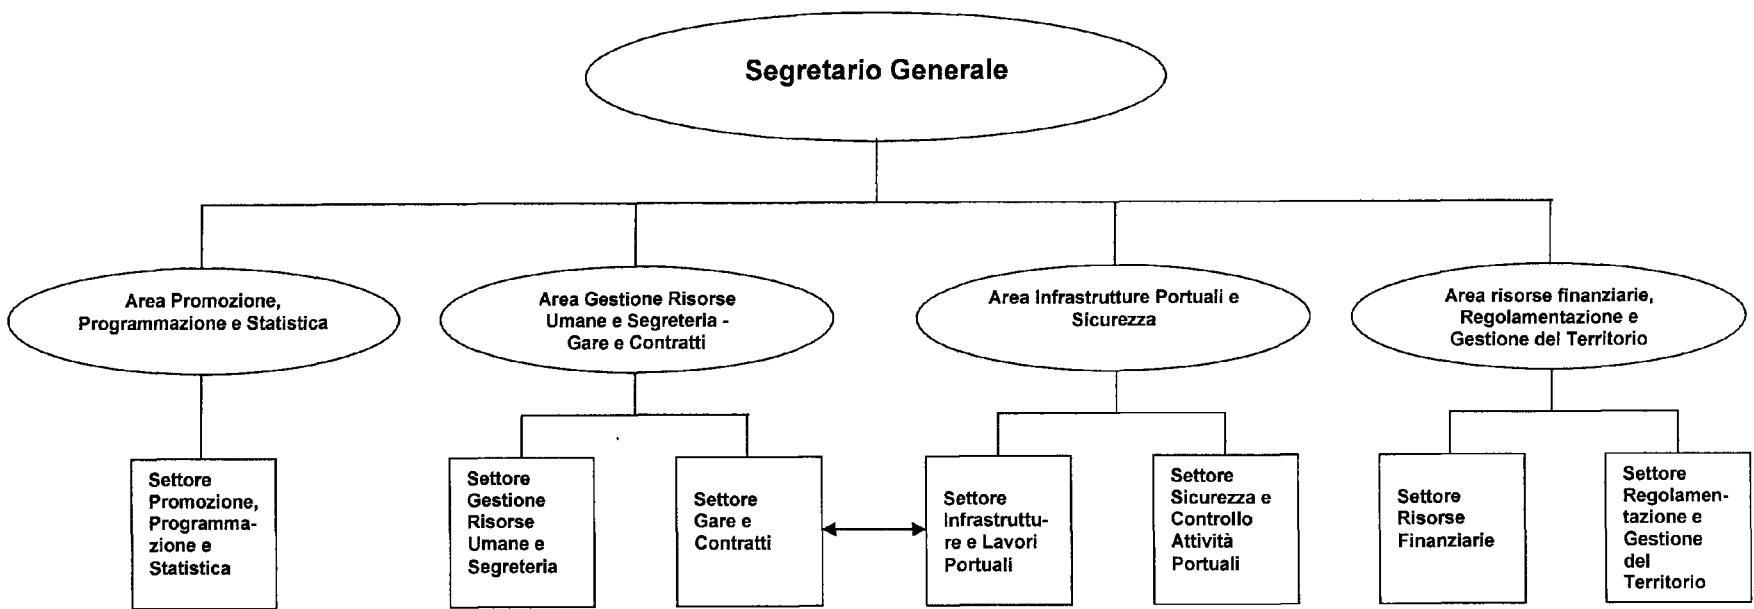 Segretario Generale
Area Promozione,
Programmazione e Statistica
Area Gestione Risorse
Umane e Segreteria -
Gare e Contratti
Area Infrastrutture Portuali e
Sicurezza
Area risorse finanziarie,
Regolamentazione e
Gestione del Territorio
Settore
Promozione,
Programma-
zione e
Statistica
Settore
Gestione
Risorse
Umane e
Segreteria
Settore
Gare e
Contratti
Settore
Infrastruttu-
re e Lavori
Portuali
Settore
Sicurezza e
Controllo
Attività
Portuali
Settore
Risorse
Finanziarie
Settore
Regolamen-
tazione e
Gestione
del
Territorio